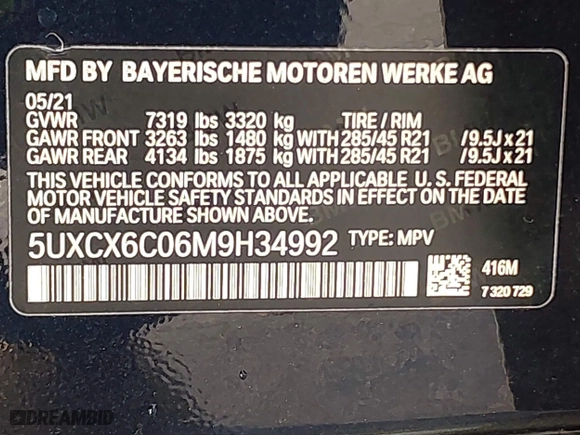 MFD BY BAYERISCHE MOTOREN WERKE AG
05/21
GVWR 7319 lbs 3320 kg TIRE / RIM
GAWR FRONT 3263 lbs 1480 kg WITH 285/45 R21 /9.5J x 21
GAWR REAR 4134 lbs 1875 kg WITH 285/45 R21 /9.5J x 21
THIS VEHICLE CONFORMS TO ALL APPLICABLE U. S. FEDERAL
MOTOR VEHICLE SAFETY STANDARDS IN EFFECT ON THE DATE
OF MANUFACTURE SHOWN ABOVE.
5UXCX6C06M9H34992 TYPE: MPV
416M
7 320 729
DREAMBID